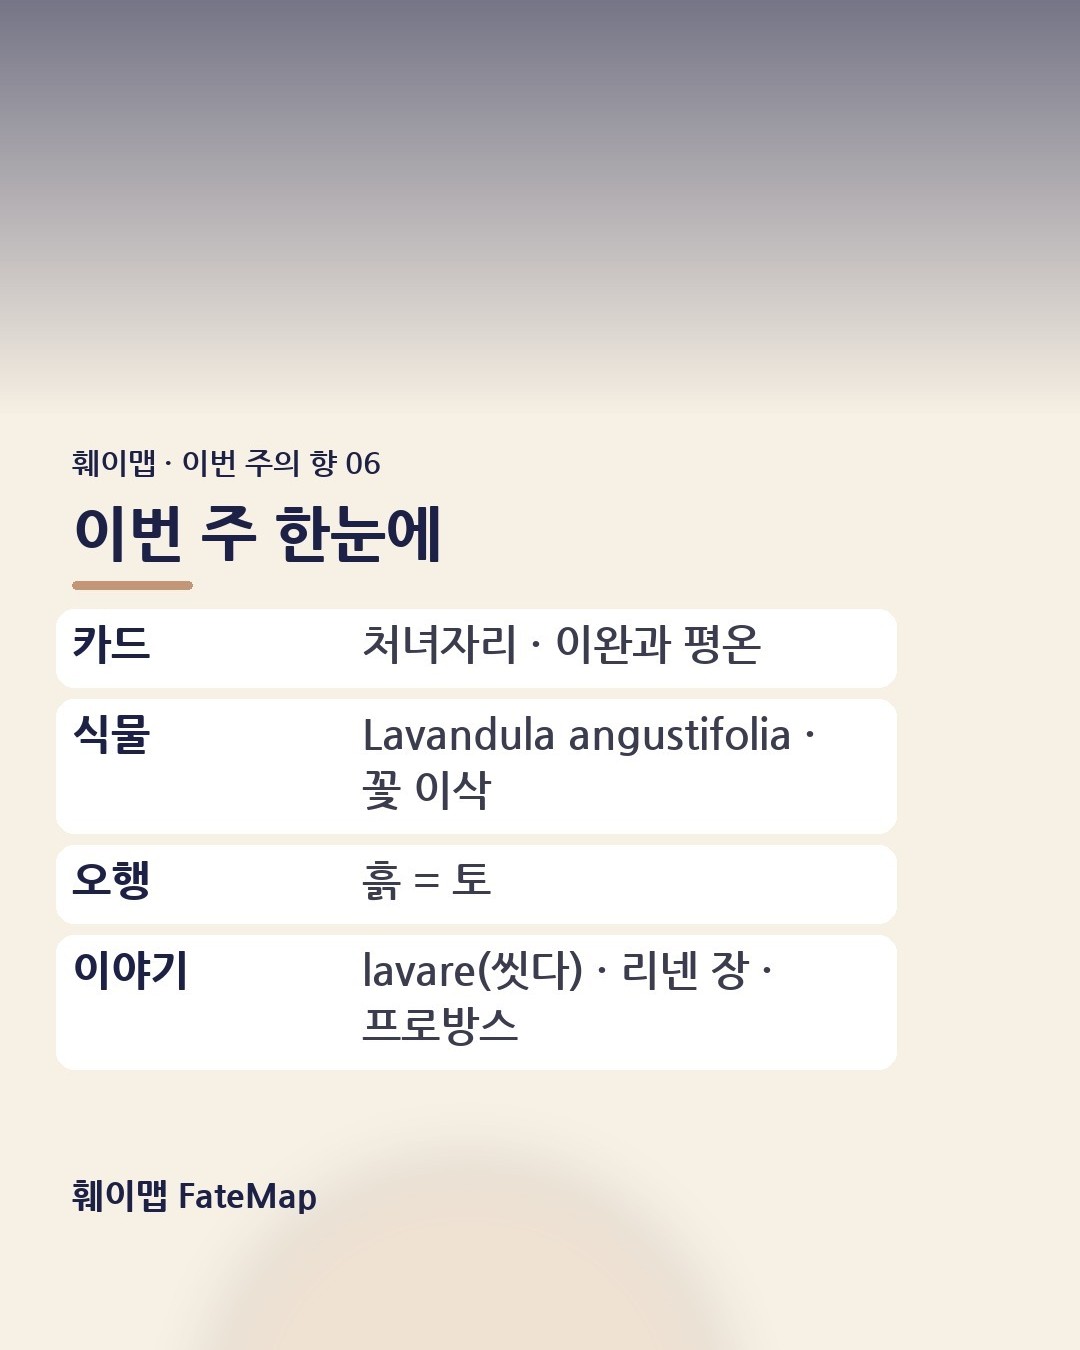 훼이맵 · 이번 주의 향 06
이번 주 한눈에
카드 처녀자리 · 이완과 평온
식물 Lavandula angustifolia ·
꽃 이삭
오행 흙 = 토
이야기 lavare(씻다) · 리넨 장 ·
프로방스
훼이맵 FateMap